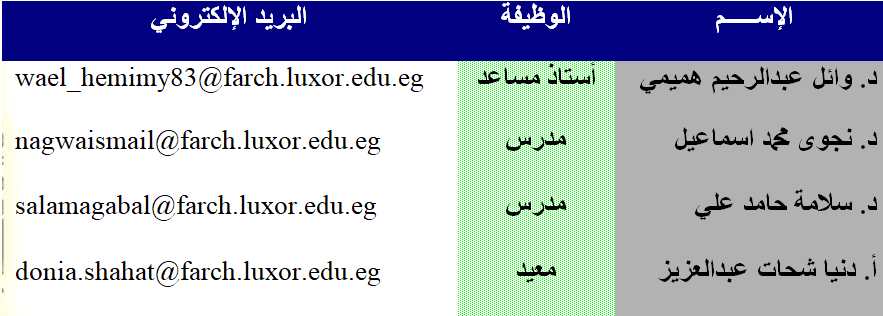 الإســـــم الوظيفة البريد الإلكتروني
د. وائل عبدالرحيم هميمي أستاذ مساعد wael_hemimy83@farch.luxor.edu.eg
د. نجوى محمد اسماعيل مدرس nagwaismail@farch.luxor.edu.eg
د. سلامة حامد علي مدرس salamagabal@farch.luxor.edu.eg
أ. دنيا شحات عبدالعزيز معيد donia.shahat@farch.luxor.edu.eg